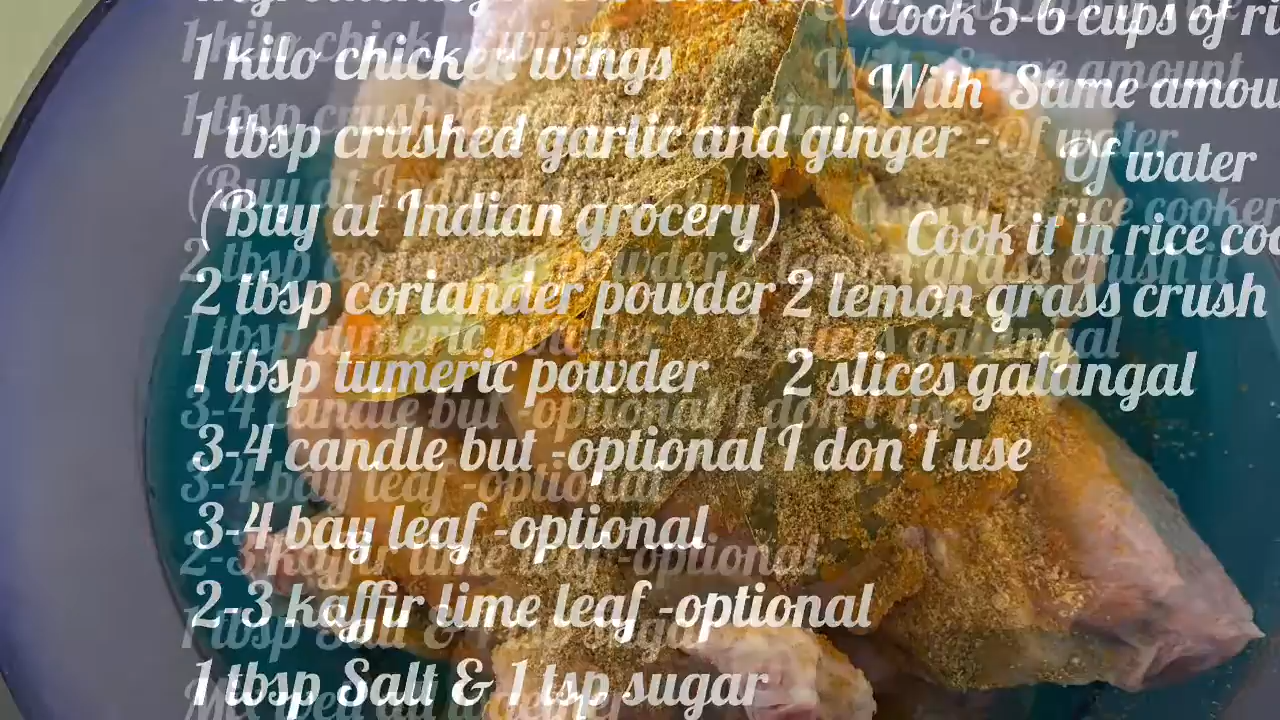 Cook 5-6 cups of ri
1 kilo chicken wings
With Same amou
1 tbsp crushed garlic and ginger -
Of water
(Buy at Indian grocery)
Cook it in rice coo
2 tbsp coriander powder 2 lemon grass crush
1 tbsp tumeric powder 2 slices galangal
3-4 candle but -optional I don't use
3-4 bay leaf -optional
2-3 kaffir lime leaf -optional
1 tbsp Salt & 1 tsp sugar